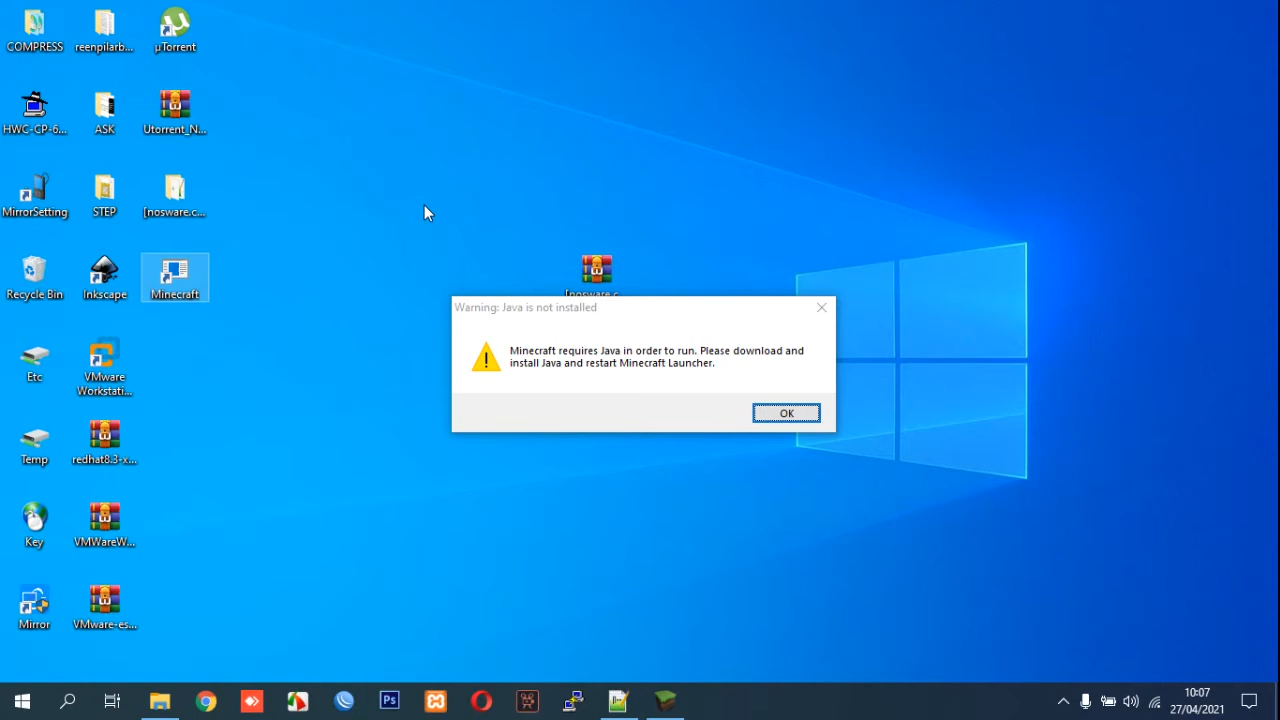 COMPRESS
reenpilarb...
µTorrent
HWC-CP-6...
ASK
Utorrent_N...
MirrorSetting
STEP
[nosware.c...
Recycle Bin
Inkscape
Minecraft
[nosware.c...
Etc
VMware
Workstati...
Temp
redhat8.3-x...
Key
VMWareW...
Mirror
VMware-es...
Warning: Java is not installed
Minecraft requires Java in order to run. Please download and
install Java and restart Minecraft Launcher.
OK
Ps
10:07
27/04/2021